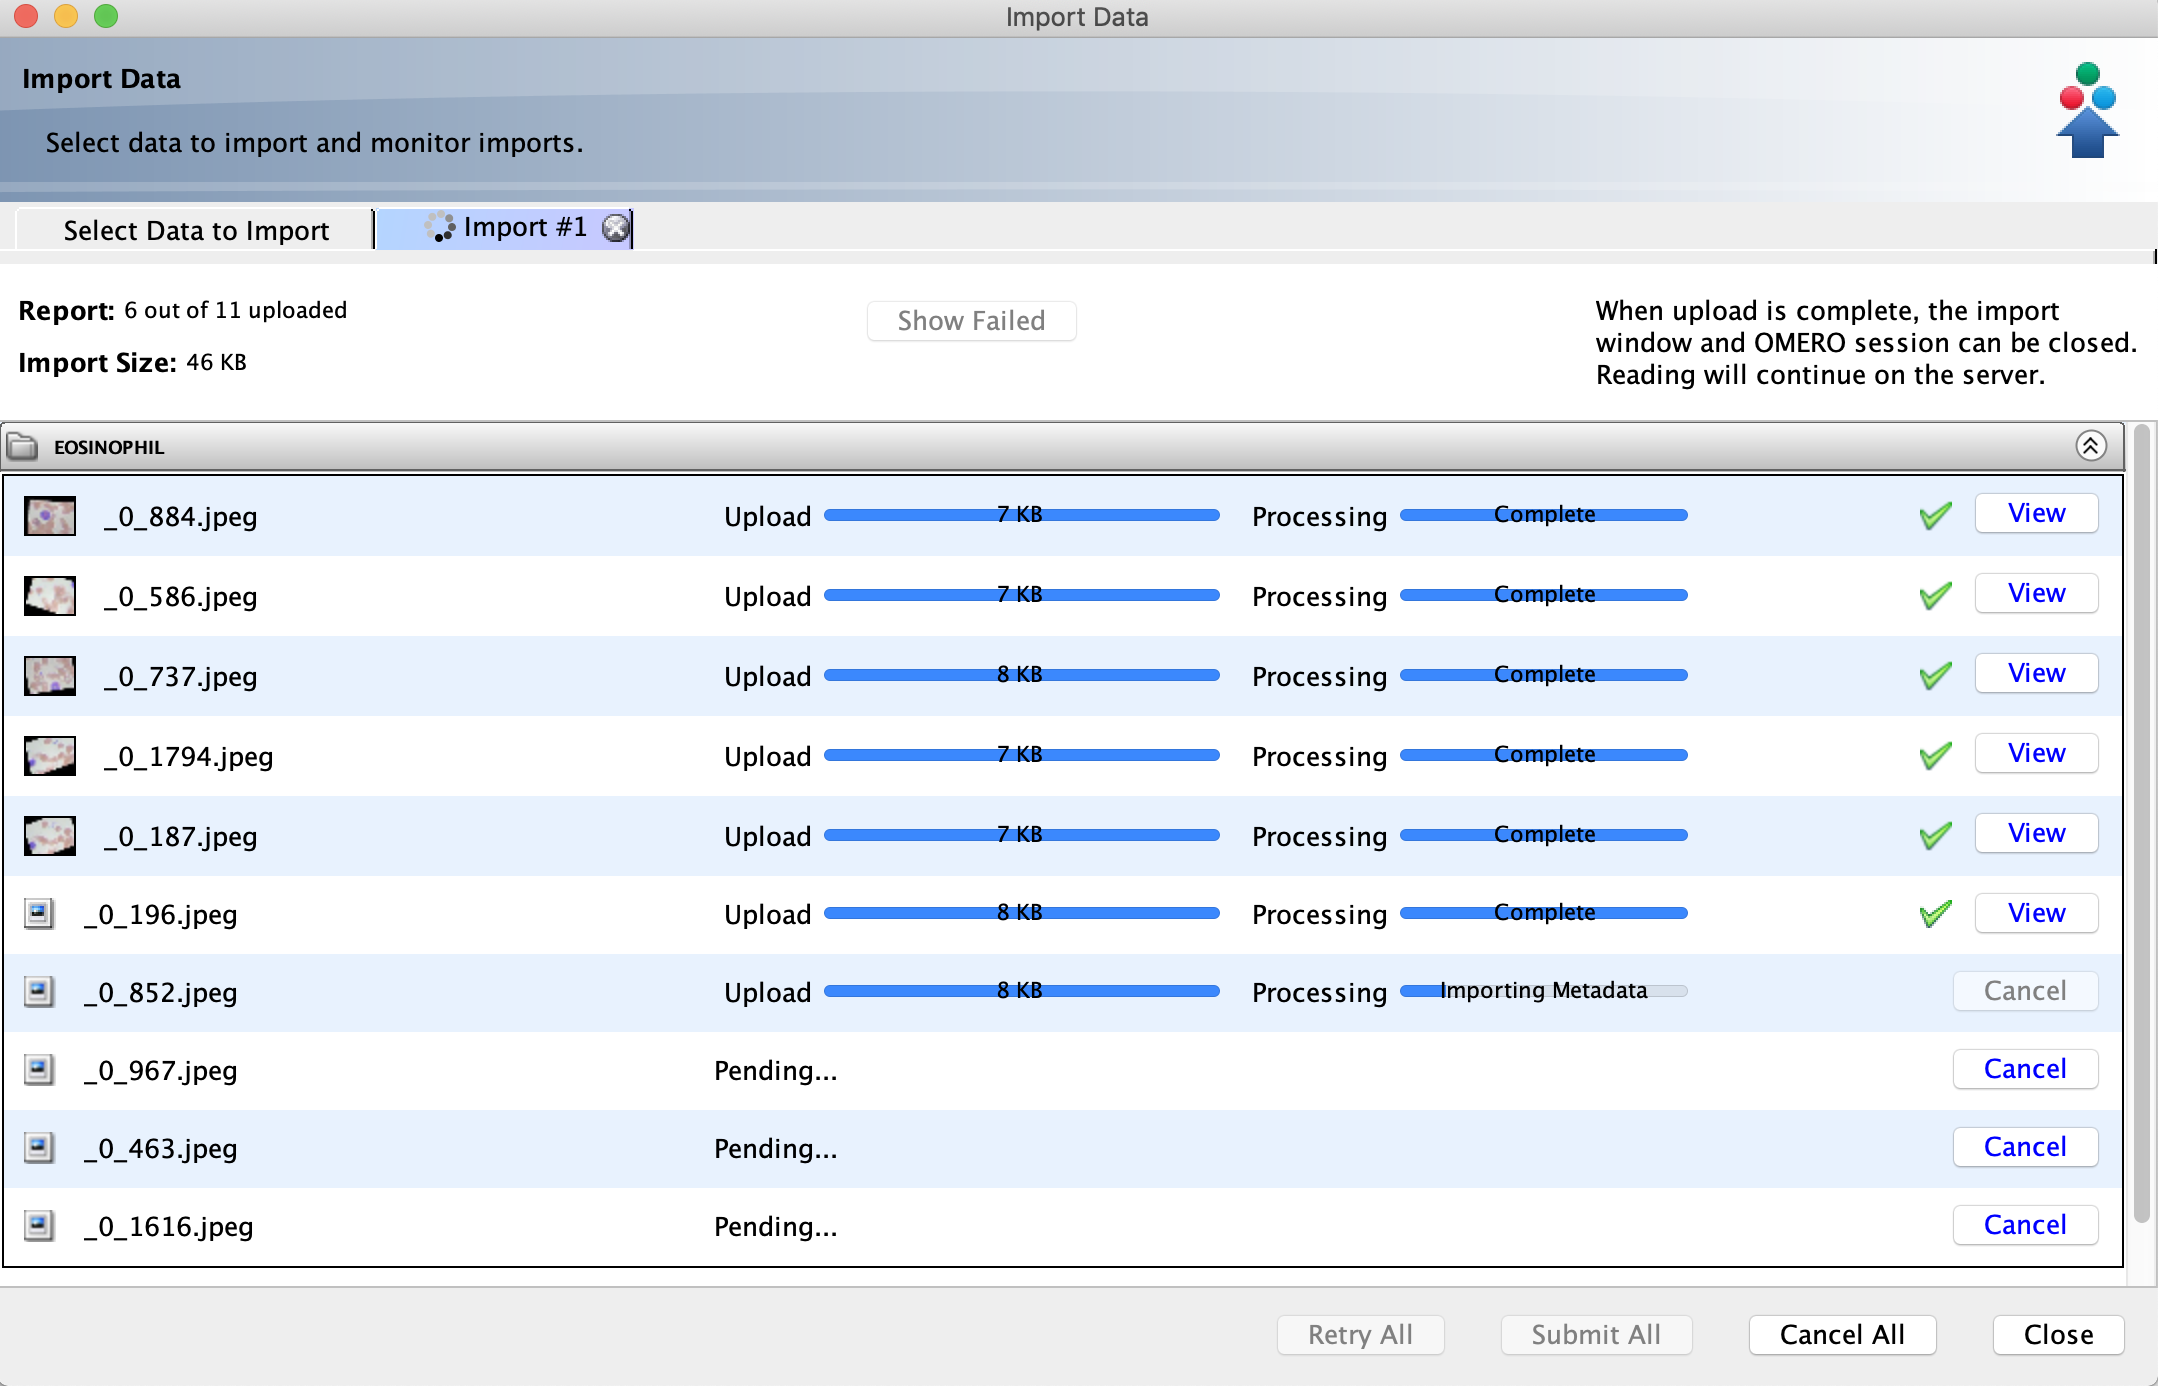 Import Data
Import Data
Select data to import and monitor imports.
Select Data to Import
Import #1
Report: 6 out of 11 uploaded
Import Size: 46 KB
Show Failed
When upload is complete, the import
window and OMERO session can be closed.
Reading will continue on the server.
EOSINOPHIL
_0_884.jpeg Upload 7 KB Processing Complete View
_0_586.jpeg Upload 7 KB Processing Complete View
_0_737.jpeg Upload 8 KB Processing Complete View
_0_1794.jpeg Upload 7 KB Processing Complete View
_0_187.jpeg Upload 7 KB Processing Complete View
_0_196.jpeg Upload 8 KB Processing Complete View
_0_852.jpeg Upload 8 KB Processing Importing Metadata Cancel
_0_967.jpeg Pending... Cancel
_0_463.jpeg Pending... Cancel
_0_1616.jpeg Pending... Cancel
Retry All Submit All Cancel All Close